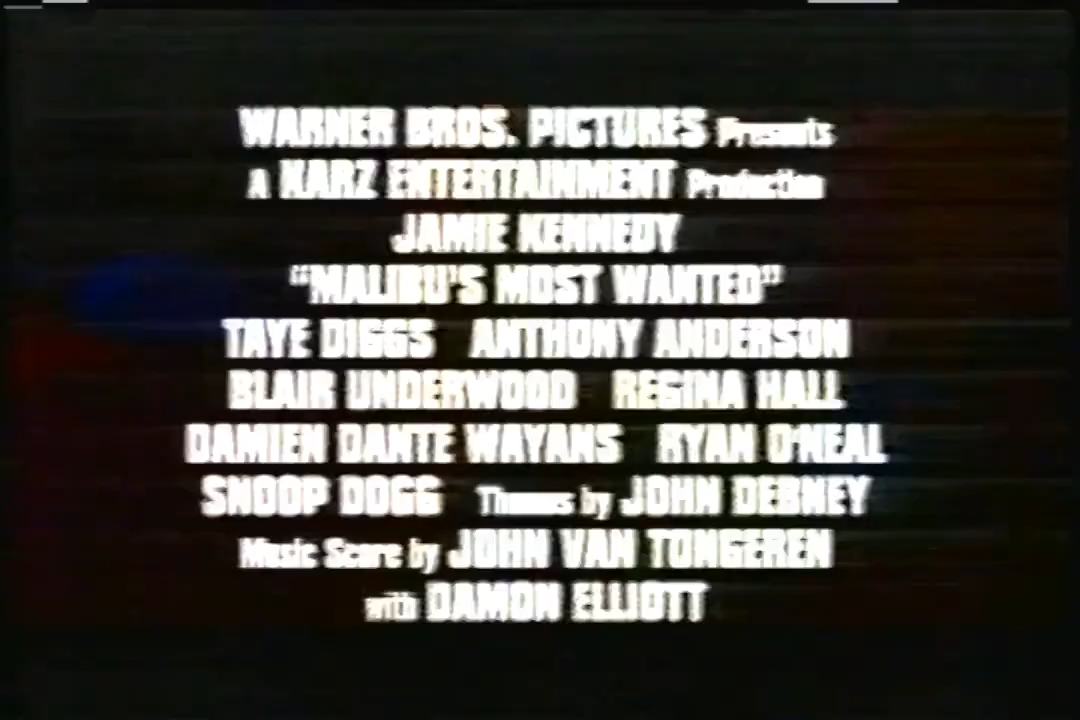 WARNER BROS. PICTURES Presents
A KARZ ENTERTAINMENT Production
JAMIE KENNEDY
"MALIBU'S MOST WANTED"
TAYE DIGGS ANTHONY ANDERSON
BLAIR UNDERWOOD REGINA HALL
DAMIEN DANTE WAYANS RYAN O'NEAL
SNOOP DOGG Themes by JOHN DEBNEY
Music Score by JOHN VAN TONGEREN
with DAMON ELLIOTT